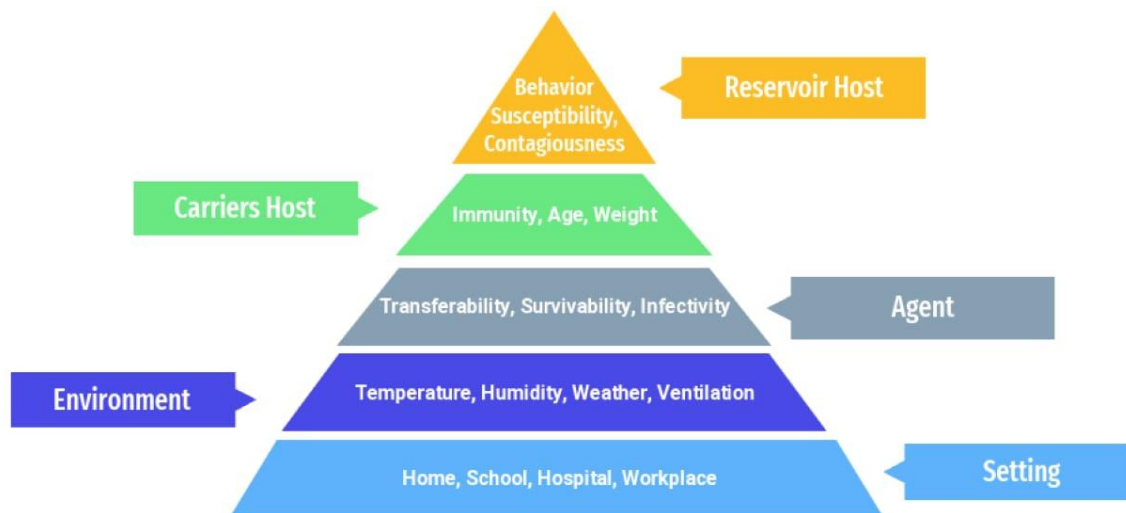 Behavior
Susceptibility,
Contagiousness
Reservoir Host
Carriers Host
Immunity, Age, Weight
Transferability, Survivability, Infectivity
Agent
Environment
Temperature, Humidity, Weather, Ventilation
Home, School, Hospital, Workplace
Setting